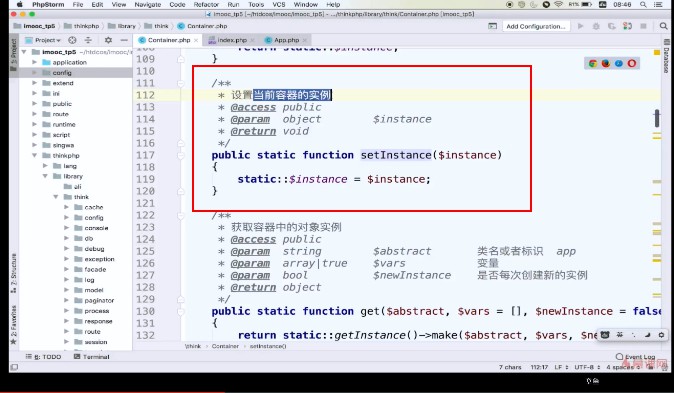 PhpStorm File Edit View Navigate Code Refactor Run Tools VCS Window Help 81% 08:46
imooc_tp5 [~/htdcos/imooc/imooc_tp5] - .../thinkphp/library/think/Container.php [imooc_tp5]
imooc_tp5 thinkphp library think Container.php Add Configuration...
Project Container.php index.php App.php
imooc_tp5 ~/htdcos/imooc/imoo
application
config
extend
ini
public
route
runtime
script
singwa
thinkphp
lang
library
ali
think
cache
config
console
db
debug
exception
facade
log
model
paginator
process
response
route
session
1: Project
7: Structure
2: Favorites
Database
108 return static::$instance;
109 }
110
111 /**
112 * 设置当前容器的实例
113 * @access public
114 * @param object $instance
115 * @return void
116 */
117 public static function setInstance($instance)
118 {
119 static::$instance = $instance;
120 }
121
122 /**
123 * 获取容器中的对象实例
124 * @access public
125 * @param string $abstract 类名或者标识 app
126 * @param array|true $vars 变量
127 * @param bool $newInstance 是否每次创建新的实例
128 * @return object
129 */
130 public static function get($abstract, $vars = [], $newInstance = false
131 {
132 return static::getInstance()->make($abstract, $vars, $ne
\think Container setInstance()
6: TODO Terminal Event Log
7 chars 112:17 LF UTF-8 4 spaces
慕课网